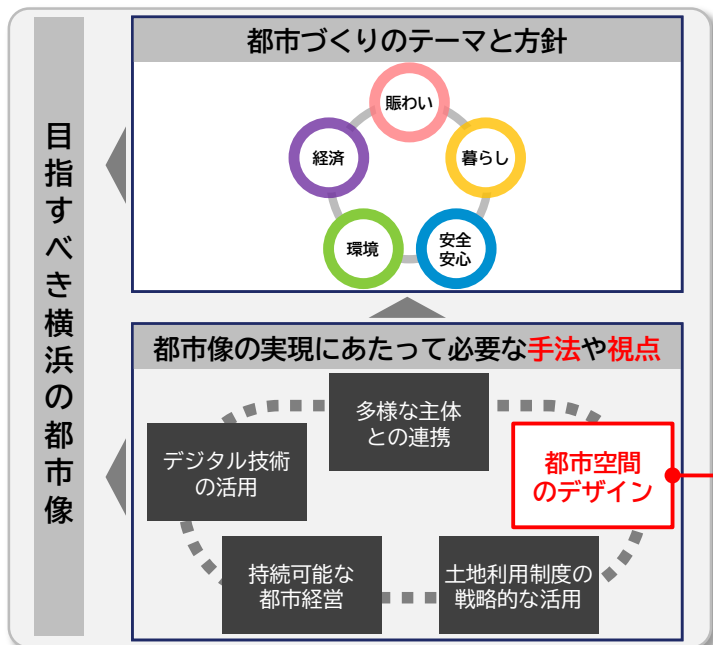 目指すべき横浜の都市像
都市づくりのテーマと方針
賑わい
経済
暮らし
環境
安全
安心
都市像の実現にあたって必要な手法や視点
多様な主体
との連携
デジタル技術
の活用
都市空間
のデザイン
持続可能な
都市経営
土地利用制度の
戦略的な活用